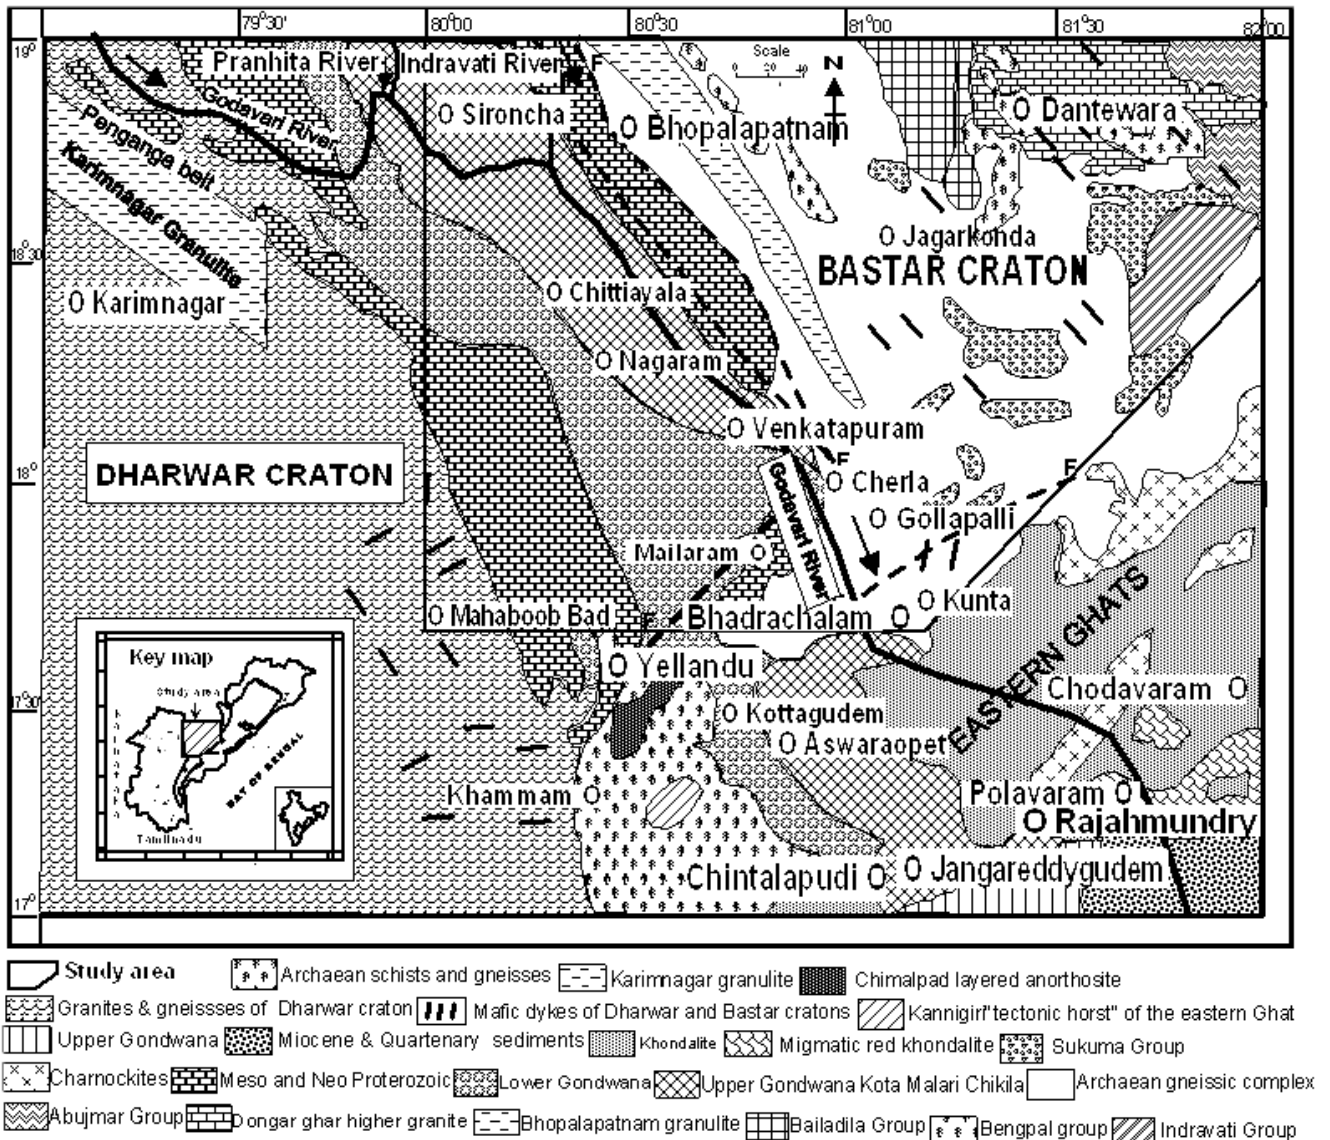 79°30' 80°00 80°30 81°00 81°30 82°00
19°
Pranhita River Indravati River F
Scale
0 20 40
N
Godavari River
O Sironcha
O Bhopalapatnam
O Dantewara
Penganga belt
Karimnagar Granulite
O Jagarkonda
BASTAR CRATON
18 30
O Karimnagar
O Chittiayala
O Nagaram
O Venkatapuram
F
DHARWAR CRATON
18°
Godavari River
O Cherla
F
O Gollapalli
Mailaram O
O Mahaboob Bad
F
Bhadrachalam O
O Kunta
EASTERN GHATS
Key map
Study area
BAY OF BENGAL
Tamilnadu
O Yellandu
Chodavaram O
17°30
O Kottagudem
O Aswaraopet
Khammam O
Polavaram O
O Rajahmundry
Chintalapudi O
O Jangareddygudem
17°
Study area Archaean schists and gneisses Karimnagar granulite Chimalpad layered anorthosite
Granites & gneissses of Dharwar craton Mafic dykes of Dharwar and Bastar cratons Kannigiri"tectonic horst" of the eastern Ghat
Upper Gondwana Miocene & Quartenary sediments Khondalite Migmatic red khondalite Sukuma Group
Charnockites Meso and Neo Proterozoic Lower Gondwana Upper Gondwana Kota Malari Chikila Archaean gneissic complex
Abujmar Group Dongar ghar higher granite Bhopalapatnam granulite Bailadila Group Bengpal group Indravati Group